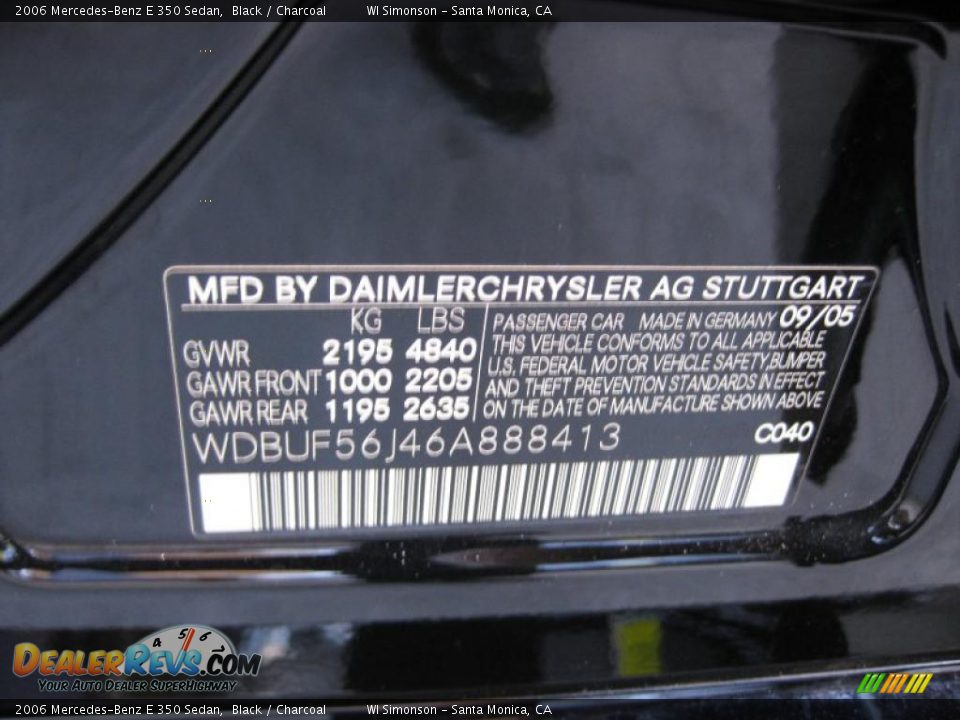 2006 Mercedes-Benz E 350 Sedan, Black / Charcoal WI Simonson - Santa Monica, CA
MFD BY DAIMLERCHRYSLER AG STUTTGART
KG LBS
GVWR 2195 4840
GAWR FRONT 1000 2205
GAWR REAR 1195 2635
PASSENGER CAR MADE IN GERMANY 09/05
THIS VEHICLE CONFORMS TO ALL APPLICABLE
U.S. FEDERAL MOTOR VEHICLE SAFETY, BUMPER
AND THEFT PREVENTION STANDARDS IN EFFECT
ON THE DATE OF MANUFACTURE SHOWN ABOVE
WDBUF56J46A888413 C040
4 5 6
DEALERREVS.COM
YOUR AUTO DEALER SUPERHIGHWAY
2006 Mercedes-Benz E 350 Sedan, Black / Charcoal WI Simonson - Santa Monica, CA